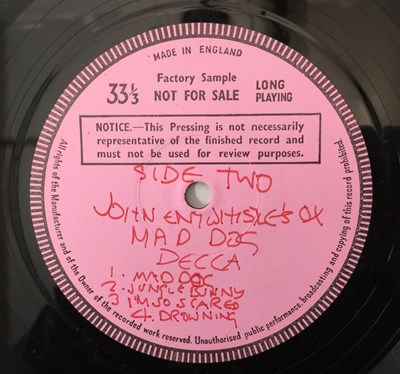 MADE IN ENGLAND
Factory Sample
33⅓ NOT FOR SALE LONG PLAYING
NOTICE.—This Pressing is not necessarily
representative of the finished record and
must not be used for review purposes.
SIDE TWO
JOHN ENTWHISTLE'S OX
MAD DOG
DECCA
1. MAD DOG
2. JUNGLE BUNNY
3 I'M SO SCARED
4. DROWNING
All rights of the Manufacturer and of the Owner of the recorded work reserved. Unauthorised public performance, broadcasting and copying of this record prohibited.